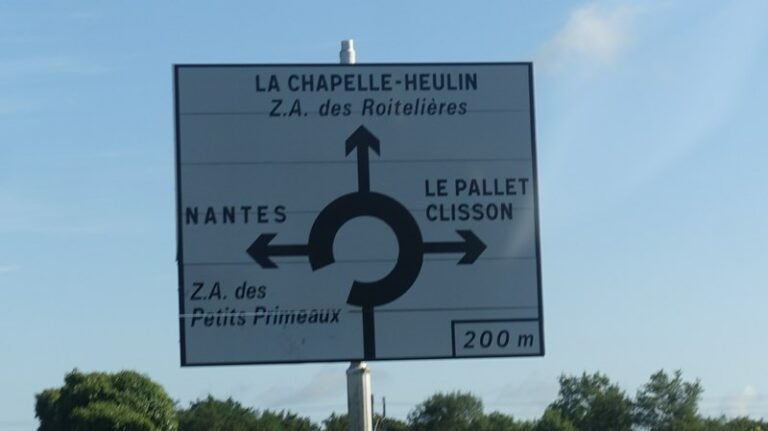 LA CHAPELLE-HEULIN
Z.A. des Roitelières
NANTES
LE PALLET
CLISSON
Z.A. des
Petits Primeaux
200 m